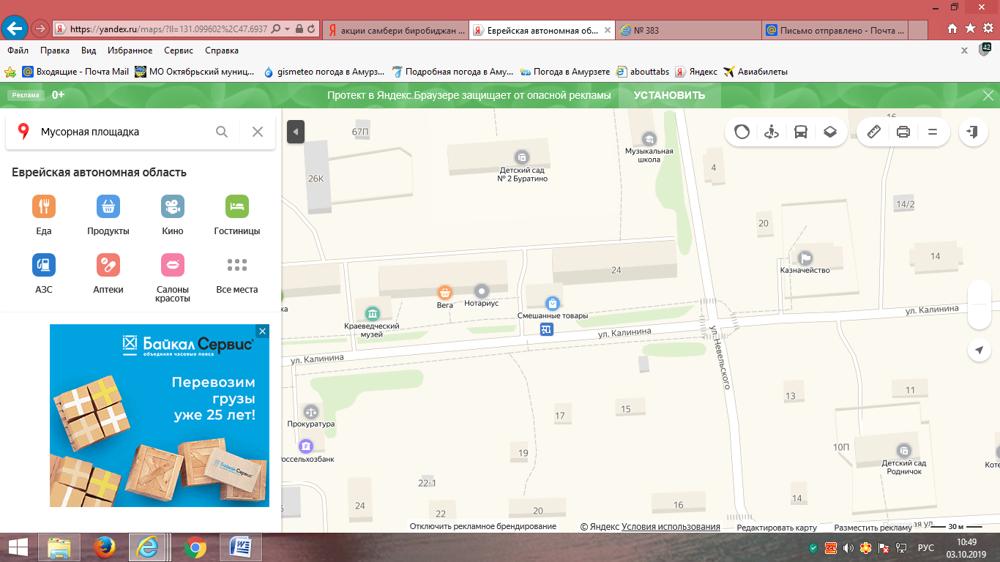 https://yandex.ru/maps/?ll=131.099602%2C47.6937
акции самбери биробиджан ...
Еврейская автономная об...
№ 383
Письмо отправлено - Почта ...
Файл Правка Вид Избранное Сервис Справка
42
Входящие - Почта Mail
МО Октябрьский муниц...
gismeteo погода в Амурз...
Подробная погода в Аму...
Погода в Амурзете
abouttabs
Яндекс
Авиабилеты
Реклама 0+
Протект в Яндекс.Браузере защищает от опасной рекламы
УСТАНОВИТЬ
Мусорная площадка
Еврейская автономная область
Еда
Продукты
Кино
Гостиницы
АЗС
Аптеки
Салоны
красоты
Все места
Байкал Сервис
объединяя часовые пояса
Перевозим
грузы
уже 25 лет!
Байкал Сервис
67П
26К
Детский сад
№ 2 Буратино
Музыкальная
школа
16
4
14/2
20
Казначейство
14
24
Вега
Нотариус
Смешанные товары
Краеведческий
музей
ка
ул. Калинина
ул. Калинина
ул. Калинина
ул. Невельского
Прокуратура
оссельхозбанк
17
15
13
11
19
10П
Детский сад
Родничок
Коте
22-1
24
22
20
16
14
6
Почтовая ул.
Отключить рекламное брендирование
© Яндекс Условия использования
Редактировать карту
Разместить рекламу
30 м
РУС
10:49
03.10.2019